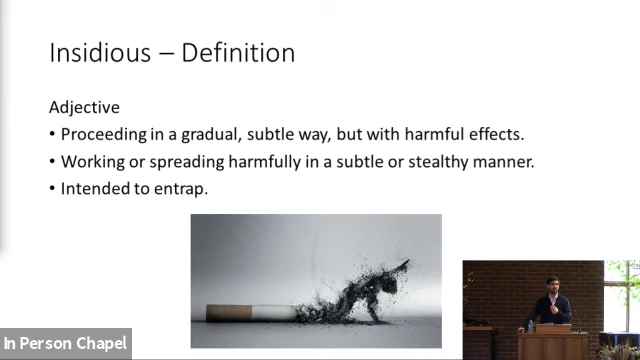 Insidious – Definition
Adjective
• Proceeding in a gradual, subtle way, but with harmful effects.
• Working or spreading harmfully in a subtle or stealthy manner.
• Intended to entrap.
In Person Chapel